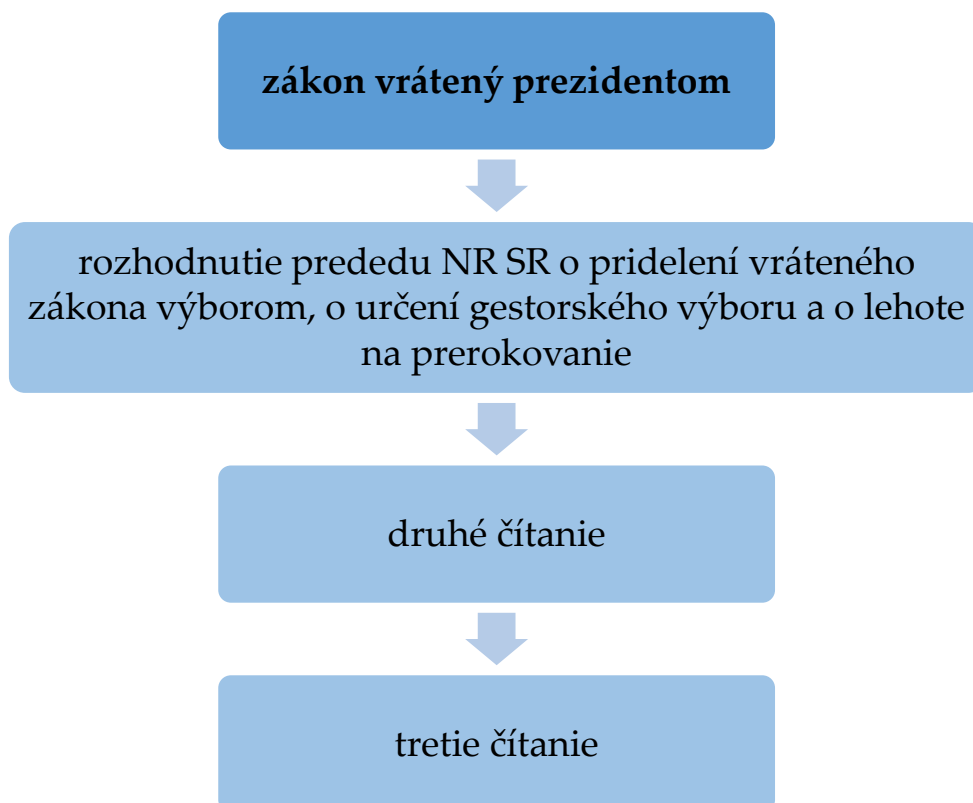 zákon vrátený prezidentom
rozhodnutie prededu NR SR o pridelení vráteného
zákona výborom, o určení gestorského výboru a o lehote
na prerokovanie
druhé čítanie
tretie čítanie